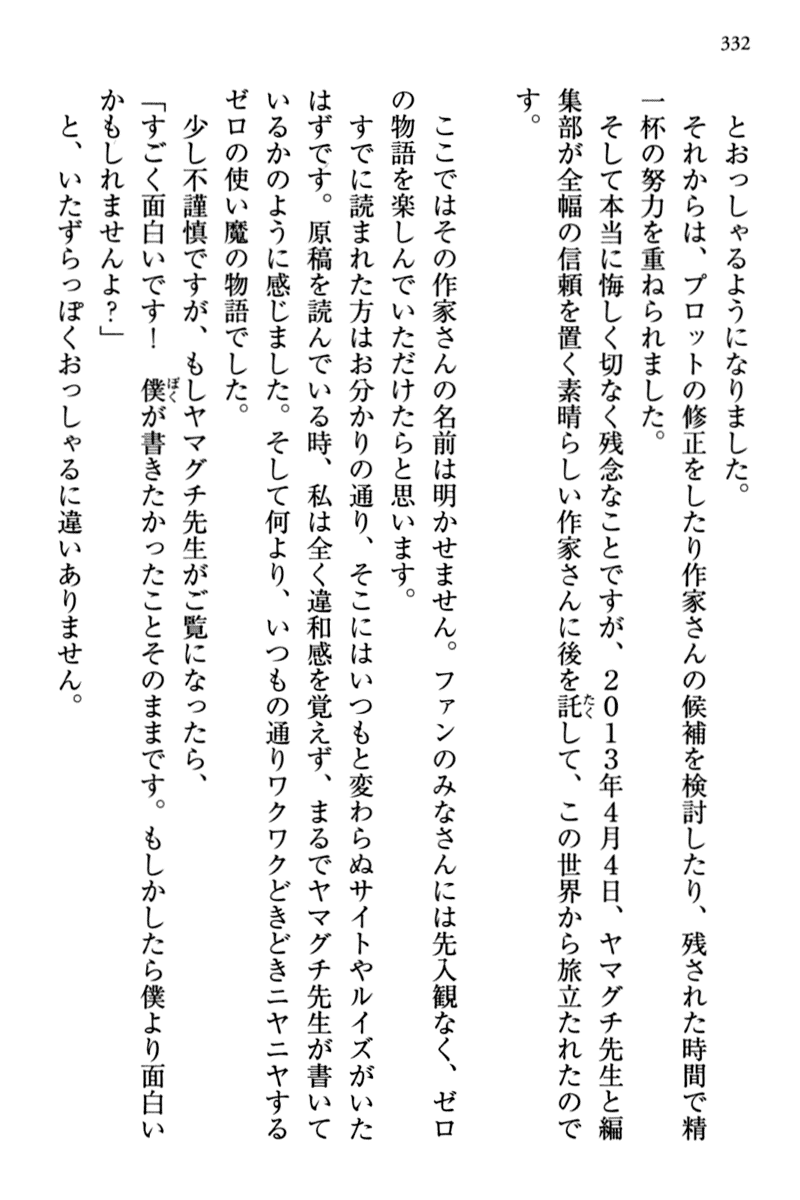 332
とおっしゃるようになりました。
それからは、プロットの修正をしたり作家さんの候補を検討したり、残された時間で精
一杯の努力を重ねられました。
そして本当に悔しく切なく残念なことですが、２０１３年４月４日、ヤマグチ先生と編
集部が全幅の信頼を置く素晴らしい作家さんに後を託たくして、この世界から旅立たれたので
す。
ここではその作家さんの名前は明かせません。ファンのみなさんには先入観なく、ゼロ
の物語を楽しんでいただけたらと思います。
すでに読まれた方はお分かりの通り、そこにはいつもと変わらぬサイトやルイズがいた
はずです。原稿を読んでいる時、私は全く違和感を覚えず、まるでヤマグチ先生が書いて
いるかのように感じました。そして何より、いつもの通りワクワクどきどきニヤニヤする
ゼロの使い魔の物語でした。
少し不謹慎ですが、もしヤマグチ先生がご覧になったら、
「すごく面白いです！　僕ぼくが書きたかったことそのままです。もしかしたら僕より面白い
かもしれませんよ？」
と、いたずらっぽくおっしゃるに違いありません。